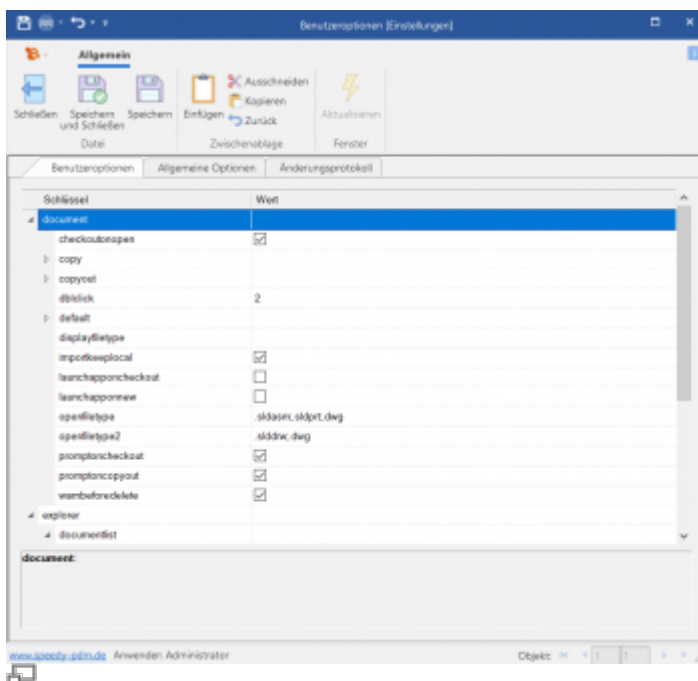 Benutzeroptionen [Einstellungen]
Allgemein
Schließen
Speichern und Schließen
Speichern
Einfügen
Ausschneiden
Kopieren
Zurück
Aktualisieren
Datei
Zwischenablage
Fenster
Benutzeroptionen Allgemeine Optionen Änderungsprotokoll
Schlüssel Wert
document
checkoutonopen
copy
copyout
dblclick 2
default
displayfiletype
importkeeplocal
launchapponcheckout
launchapponnew
openfiletype .sldasm;.sldprt;.dwg
openfiletype2 .slddrw;.dwg
promptoncheckout
promptoncopyout
warnbeforedelete
explorer
documentlist
document:
www.speedy-pdm.de Anwender: Administrator Objekt: 1 1